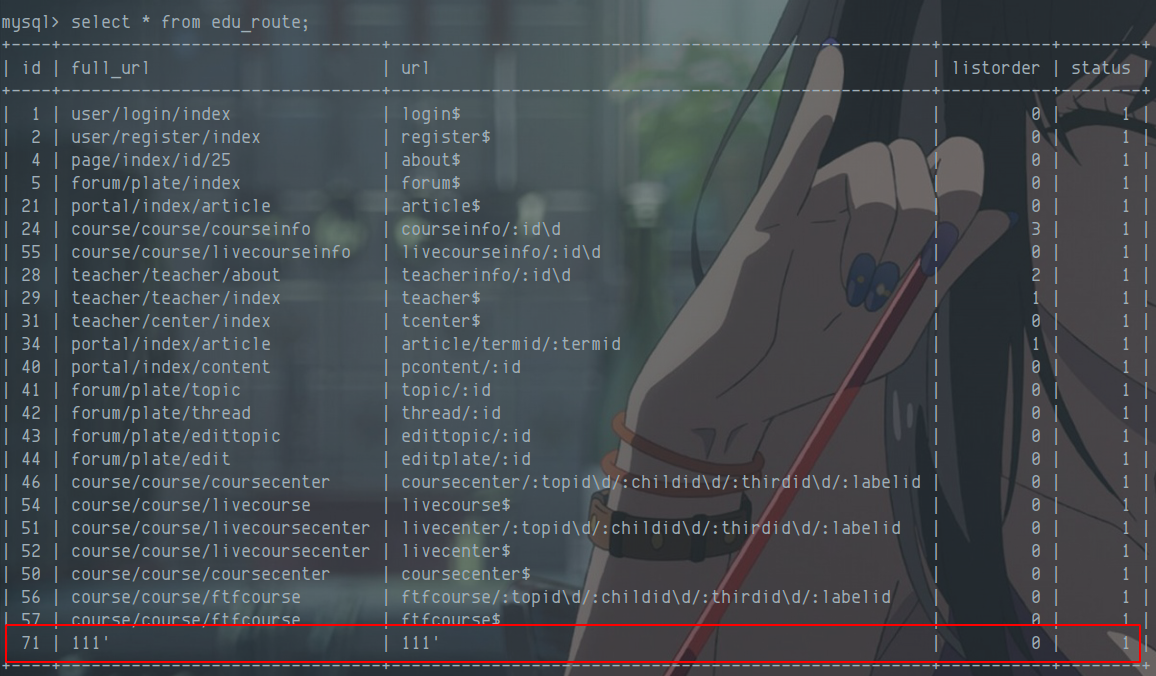 mysql> select * from edu_route;
+----+--------------------------------+-------------------------------------------------------+-----------+--------+
| id | full_url | url | listorder | status |
+----+--------------------------------+-------------------------------------------------------+-----------+--------+
| 1 | user/login/index | login$ | 0 | 1 |
| 2 | user/register/index | register$ | 0 | 1 |
| 4 | page/index/id/25 | about$ | 0 | 1 |
| 5 | forum/plate/index | forum$ | 0 | 1 |
| 21 | portal/index/article | article$ | 0 | 1 |
| 24 | course/course/courseinfo | courseinfo/:id\d | 3 | 1 |
| 55 | course/course/livecourseinfo | livecourseinfo/:id\d | 0 | 1 |
| 28 | teacher/teacher/about | teacherinfo/:id\d | 2 | 1 |
| 29 | teacher/teacher/index | teacher$ | 1 | 1 |
| 31 | teacher/center/index | tcenter$ | 0 | 1 |
| 34 | portal/index/article | article/termid/:termid | 1 | 1 |
| 40 | portal/index/content | pcontent/:id | 0 | 1 |
| 41 | forum/plate/topic | topic/:id | 0 | 1 |
| 42 | forum/plate/thread | thread/:id | 0 | 1 |
| 43 | forum/plate/edittopic | edittopic/:id | 0 | 1 |
| 44 | forum/plate/edit | editplate/:id | 0 | 1 |
| 46 | course/course/coursecenter | coursecenter/:topid\d/:childid\d/:thirdid\d/:labelid | 0 | 1 |
| 54 | course/course/livecourse | livecourse$ | 0 | 1 |
| 51 | course/course/livecoursecenter | livecenter/:topid\d/:childid\d/:thirdid\d/:labelid | 0 | 1 |
| 52 | course/course/livecoursecenter | livecenter$ | 0 | 1 |
| 50 | course/course/coursecenter | coursecenter$ | 0 | 1 |
| 56 | course/course/ftfcourse | ftfcourse/:topid\d/:childid\d/:thirdid\d/:labelid | 0 | 1 |
| 57 | course/course/ftfcourse | ftfcourse$ | 0 | 1 |
| 71 | 111' | 111' | 0 | 1 |
+----+--------------------------------+-------------------------------------------------------+-----------+--------+